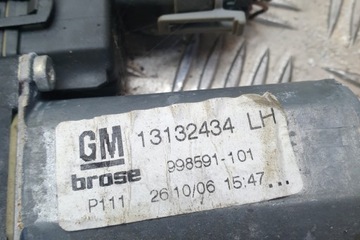 GM 13132434 LH
998591-101
brose
P111 26 10/06 15:47...